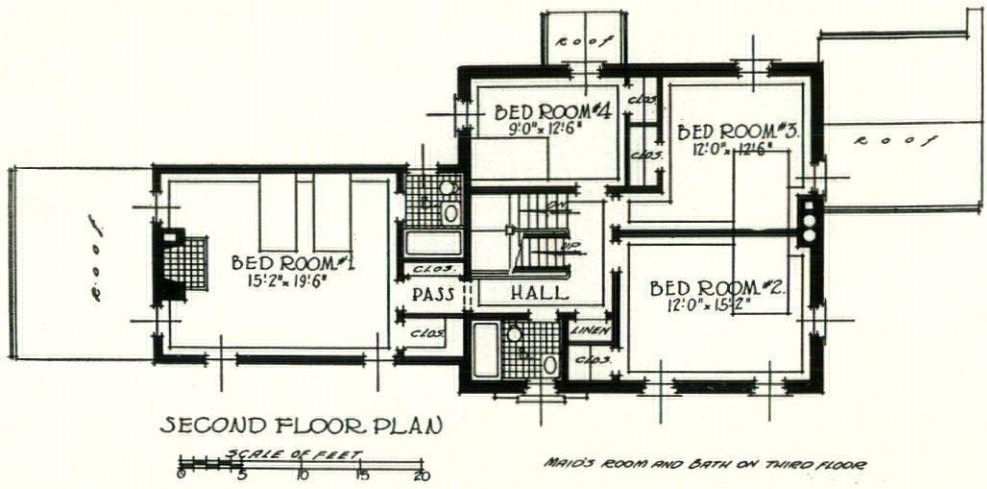 Roof
BED ROOM #4
9'0" x 12'6"
CLOS.
CLOS.
BED ROOM #3.
12'0" x 12'6"
Roof
Roof
BED ROOM #1
15'2" x 19'6"
CLOS.
PASS
CLOS.
DN
UP
HALL
LINEN
CLOS.
BED ROOM #2.
12'0" x 15'2"
SECOND FLOOR PLAN
SCALE OF FEET
0 5 10 15 20
MAID'S ROOM AND BATH ON THIRD FLOOR